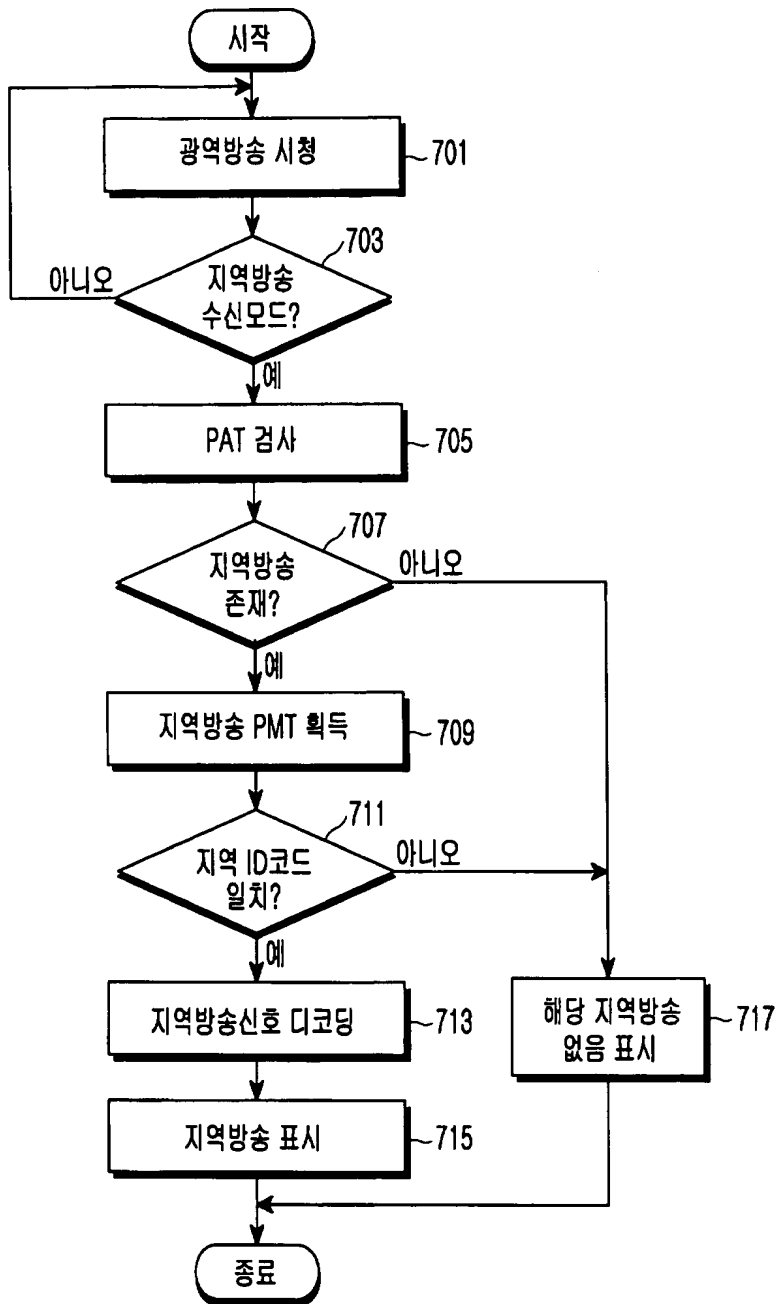 시작
광역방송 시청
701
703
아니오
지역방송
수신모드?
예
PAT 검사
705
707
지역방송
존재?
아니오
예
지역방송 PMT 획득
709
711
지역 ID코드
일치?
아니오
예
지역방송신호 디코딩
713
해당 지역방송
없음 표시
717
지역방송 표시
715
종료